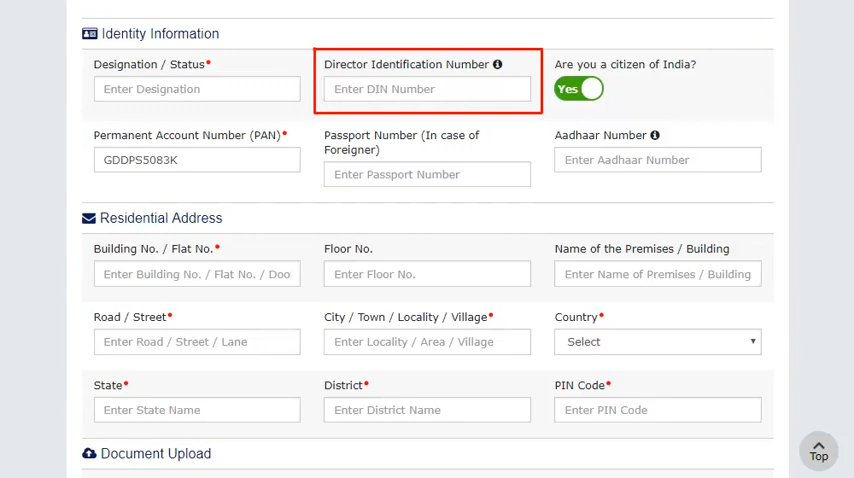 Identity Information
Designation / Status•
Director Identification Number
Are you a citizen of India?
Enter Designation
Enter DIN Number
Yes
Permanent Account Number (PAN)•
Passport Number (In case of
Foreigner)
Aadhaar Number
GDDPS5083K
Enter Passport Number
Enter Aadhaar Number
Residential Address
Building No. / Flat No.•
Floor No.
Name of the Premises / Building
Enter Building No. / Flat No. / Doo
Enter Floor No.
Enter Name of Premises / Building
Road / Street•
City / Town / Locality / Village•
Country•
Enter Road / Street / Lane
Enter Locality / Area / Village
Select
State•
District•
PIN Code•
Enter State Name
Enter District Name
Enter PIN Code
Document Upload
Top